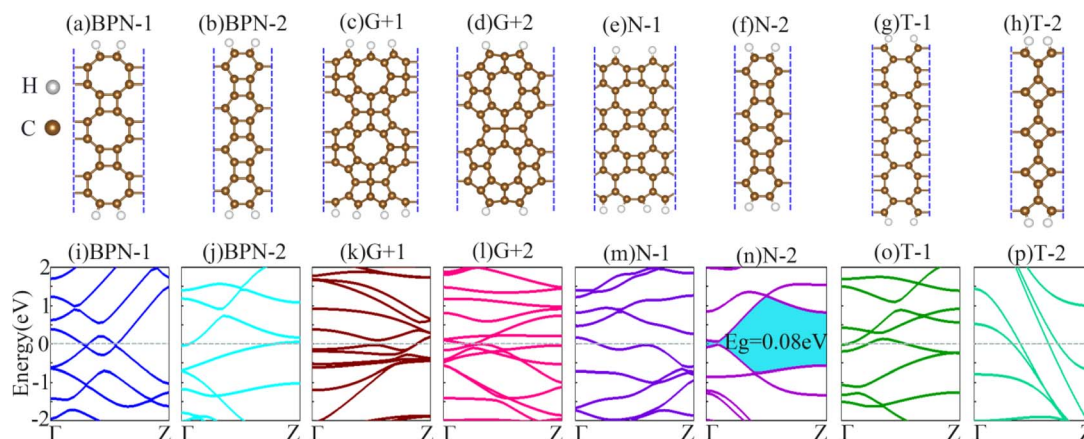 (a)BPN-1 (b)BPN-2 (c)G+1 (d)G+2 (e)N-1 (f)N-2 (g)T-1 (h)T-2
H
C
(i)BPN-1 (j)BPN-2 (k)G+1 (l)G+2 (m)N-1 (n)N-2 (o)T-1 (p)T-2
Energy(eV)
2
1
0
-1
-2
Eg=0.08eV
Γ Z Γ Z Γ Z Γ Z Γ Z Γ Z Γ Z Γ Z